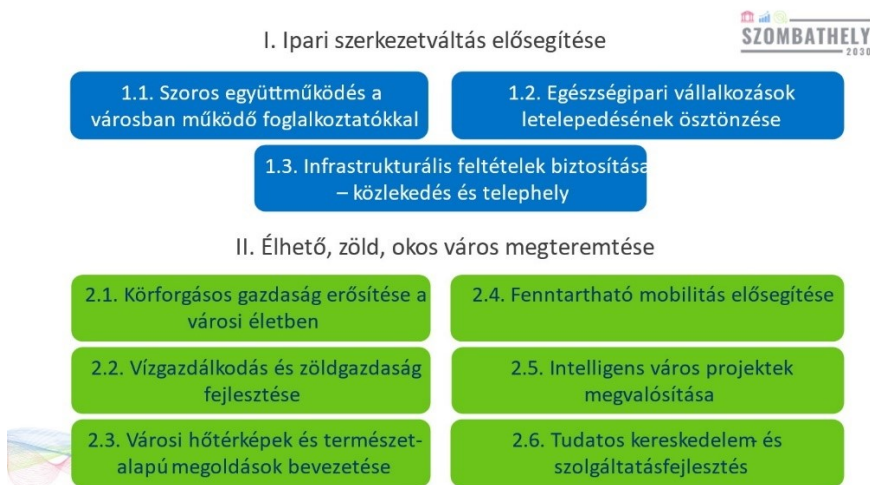 I. Ipari szerkezetváltás elősegítése
SZOMBATHELY
2030
1.1. Szoros együttműködés a
városban működő foglalkoztatókkal
1.2. Egészségipari vállalkozások
letelepedésének ösztönzése
1.3. Infrastrukturális feltételek biztosítása
– közlekedés és telephely
II. Élhető, zöld, okos város megteremtése
2.1. Körforgásos gazdaság erősítése a
városi életben
2.4. Fenntartható mobilitás elősegítése
2.2. Vízgazdálkodás és zöldgazdaság
fejlesztése
2.5. Intelligens város projektek
megvalósítása
2.3. Városi hőtérképek és természet-
alapú megoldások bevezetése
2.6. Tudatos kereskedelem- és
szolgáltatásfejlesztés